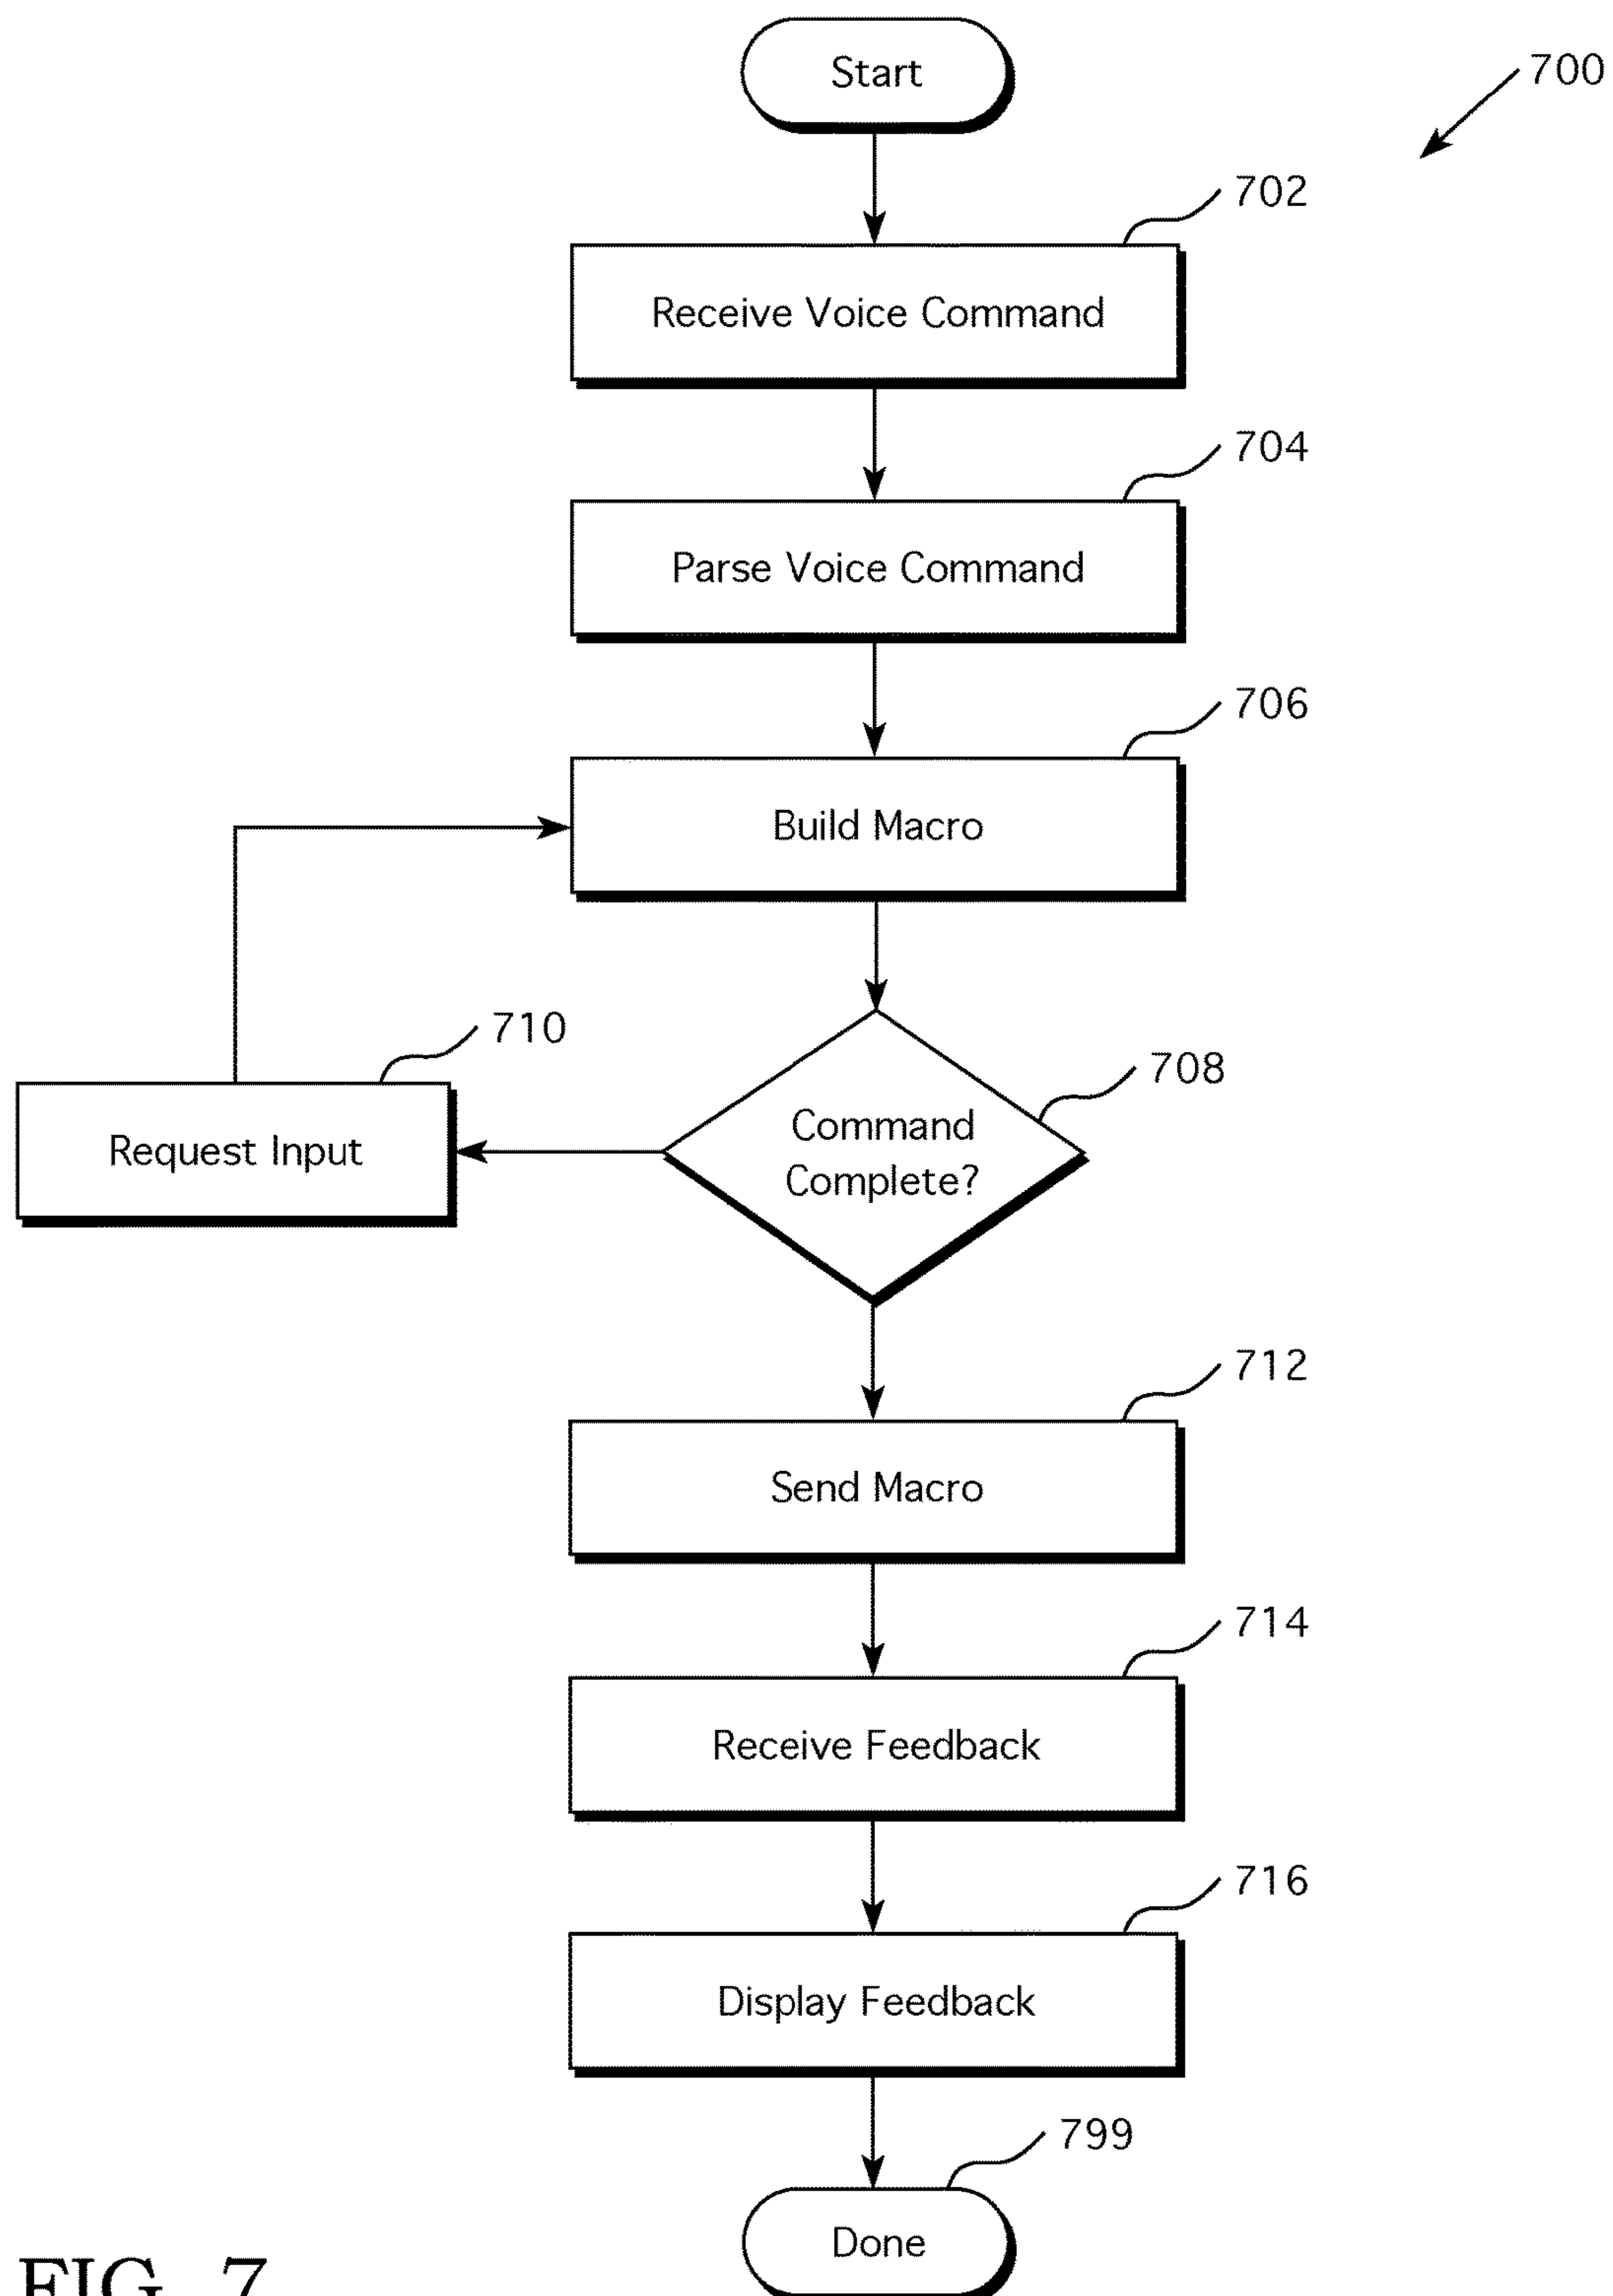 Start
700
702
Receive Voice Command
704
Parse Voice Command
706
Build Macro
710
708
Request Input
Command
Complete?
712
Send Macro
714
Receive Feedback
716
Display Feedback
799
Done
FIG. 7